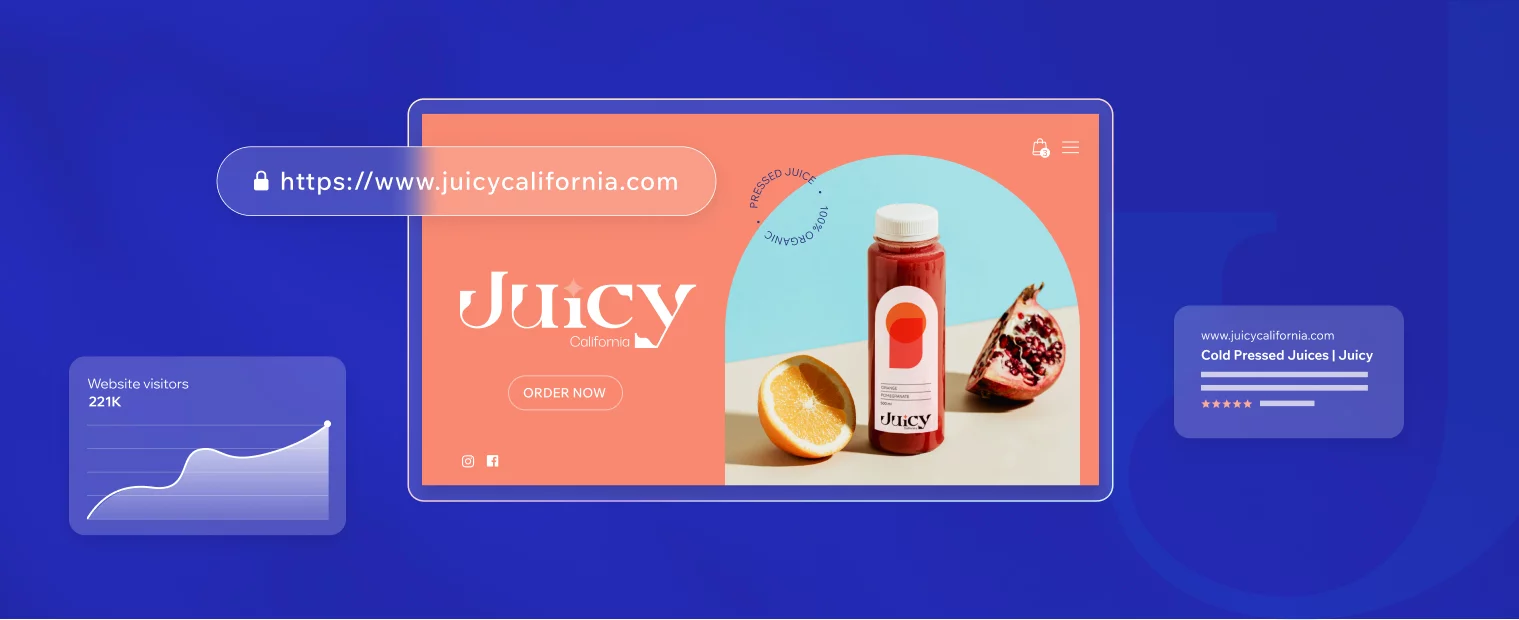 https://www.juicycalifornia.com
3
PRESSED JUICE • 100% ORGANIC •
Juicy
California
ORDER NOW
ORANGE
POMEGRANATE
Juicy
Website visitors
221K
www.juicycalifornia.com
Cold Pressed Juices | Juicy